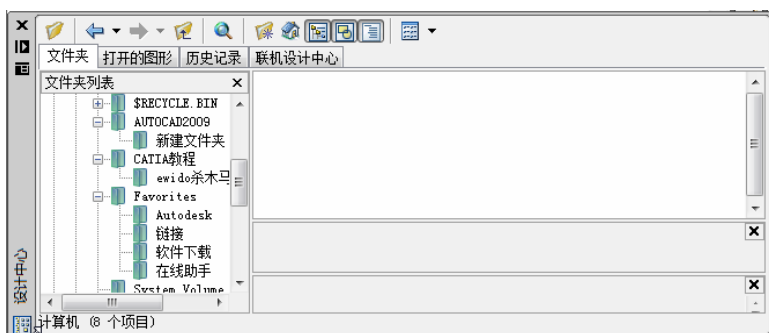 文件夹 打开的图形 历史记录 联机设计中心
文件夹列表
$RECYCLE.BIN
AUTOCAD2009
新建文件夹
CATIA教程
ewido杀木马
Favorites
Autodesk
链接
软件下载
在线助手
System Volume
设计中心
计算机 (8 个项目)